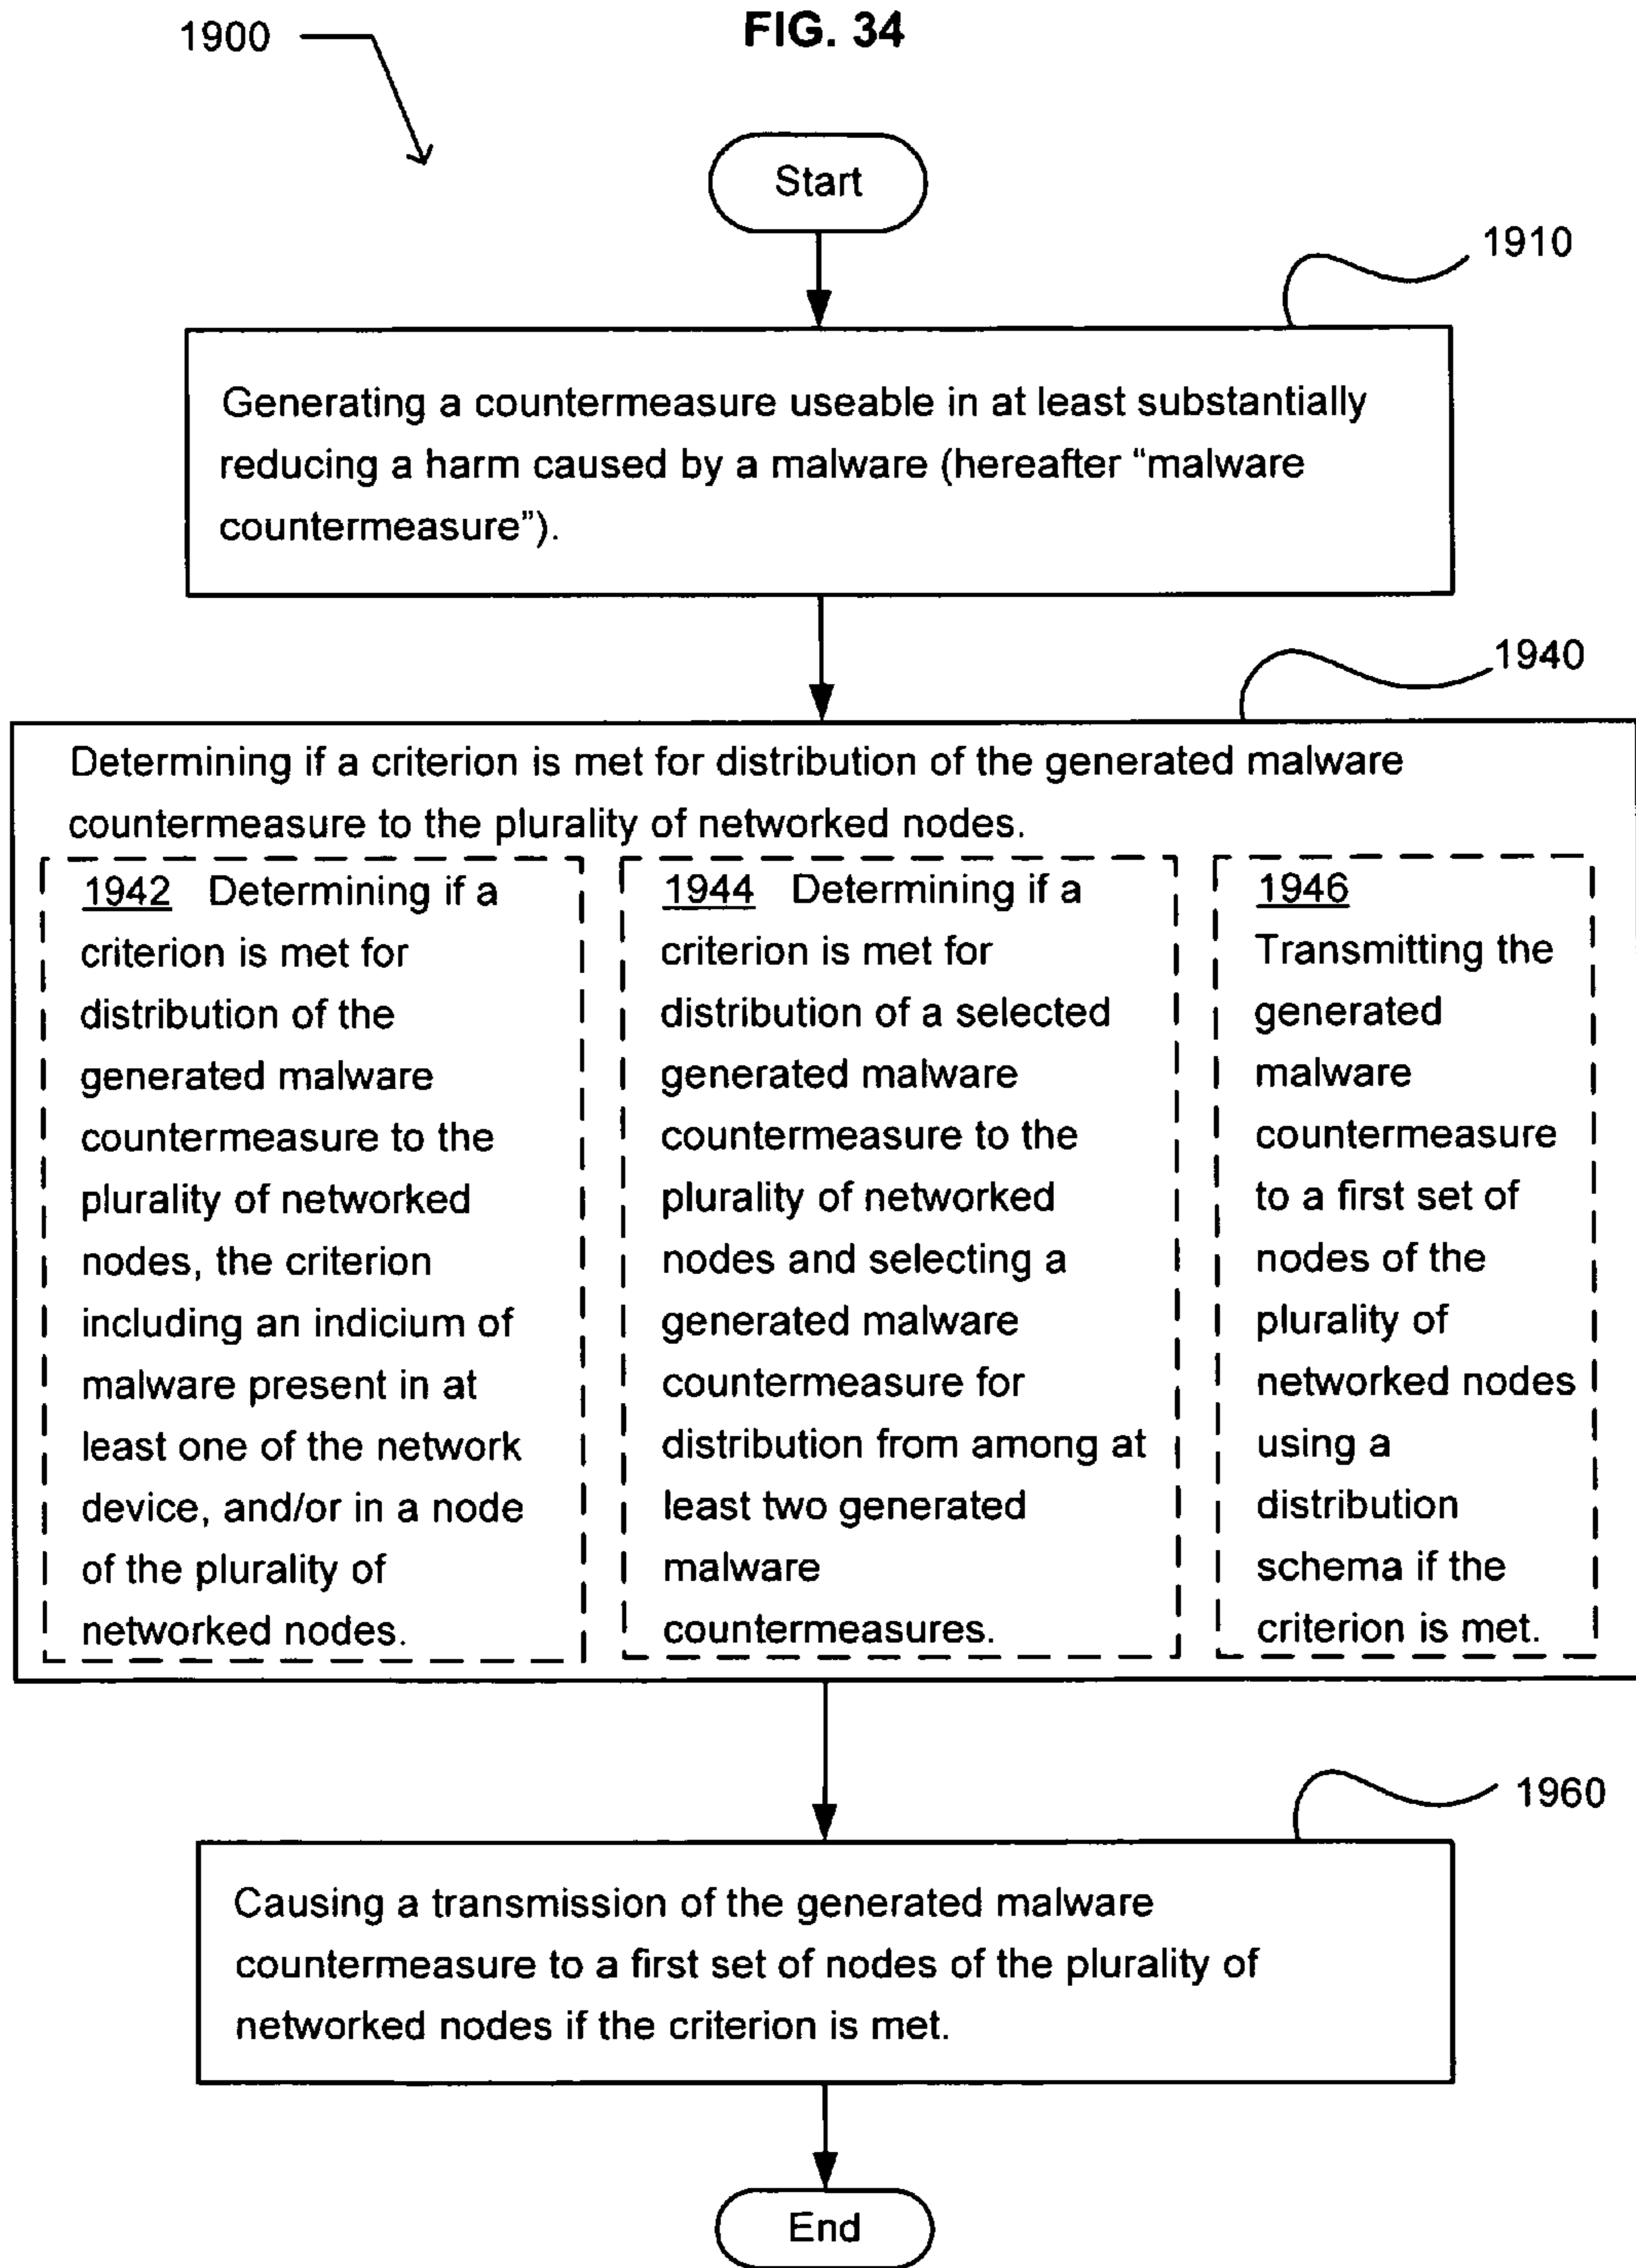 FIG. 34
1900
Start
1910
Generating a countermeasure useable in at least substantially
reducing a harm caused by a malware (hereafter “malware
countermeasure”).
1940
Determining if a criterion is met for distribution of the generated malware
countermeasure to the plurality of networked nodes.
1942 Determining if a
criterion is met for
distribution of the
generated malware
countermeasure to the
plurality of networked
nodes, the criterion
including an indicium of
malware present in at
least one of the network
device, and/or in a node
of the plurality of
networked nodes.
1944 Determining if a
criterion is met for
distribution of a selected
generated malware
countermeasure to the
plurality of networked
nodes and selecting a
generated malware
countermeasure for
distribution from among at
least two generated
malware
countermeasures.
1946
Transmitting the
generated
malware
countermeasure
to a first set of
nodes of the
plurality of
networked nodes
using a
distribution
schema if the
criterion is met.
1960
Causing a transmission of the generated malware
countermeasure to a first set of nodes of the plurality of
networked nodes if the criterion is met.
End